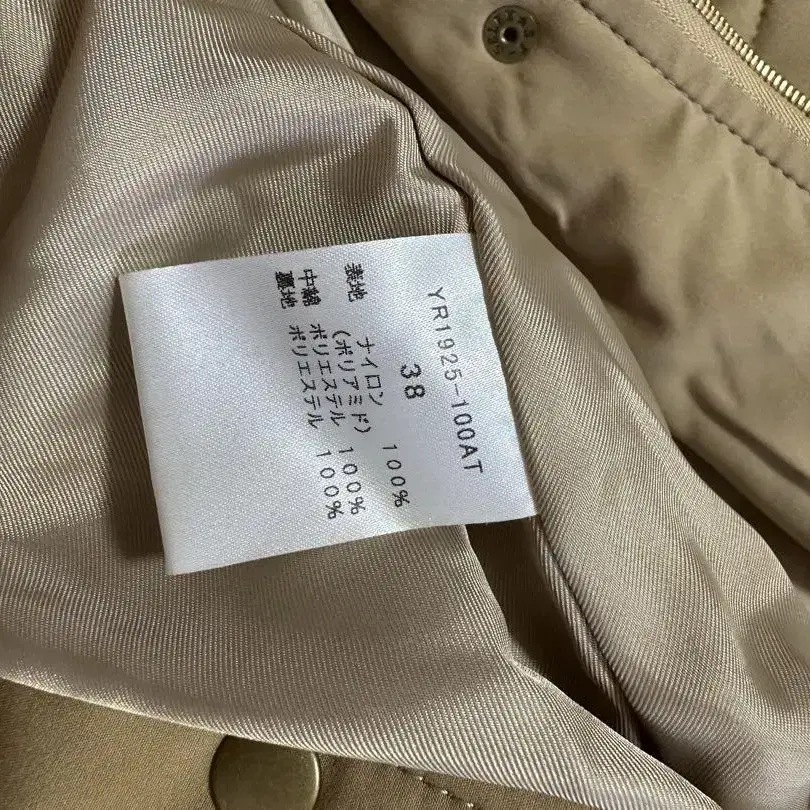 YR1925-100AT
38
表地 ナイロン 100%
(ポリアミド)
中綿 ポリエステル 100%
裏地 ポリエステル 100%